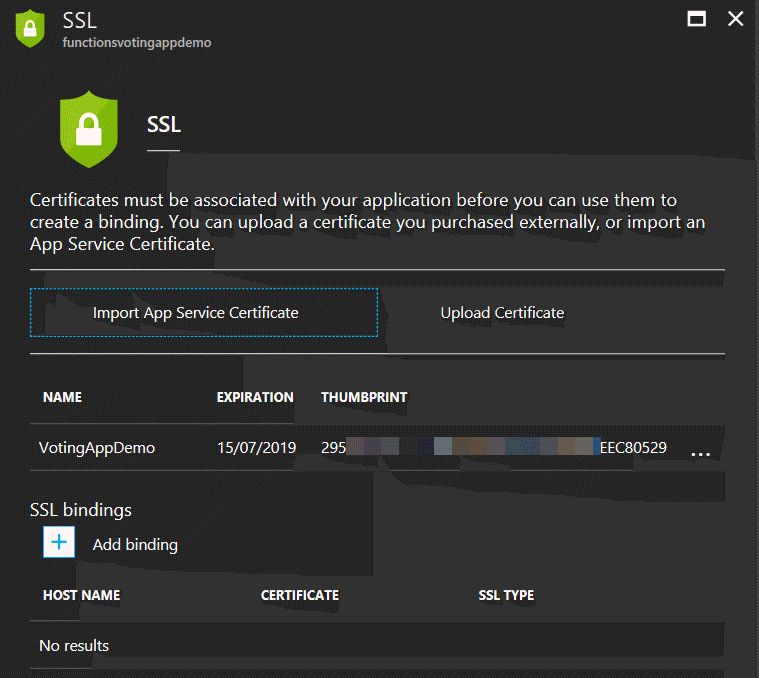 SSL
functionsvotingappdemo
SSL
Certificates must be associated with your application before you can use them to
create a binding. You can upload a certificate you purchased externally, or import an
App Service Certificate.
Import App Service Certificate Upload Certificate
NAME EXPIRATION THUMBPRINT
VotingAppDemo 15/07/2019 295 EEC80529 ...
SSL bindings
Add binding
HOST NAME CERTIFICATE SSL TYPE
No results